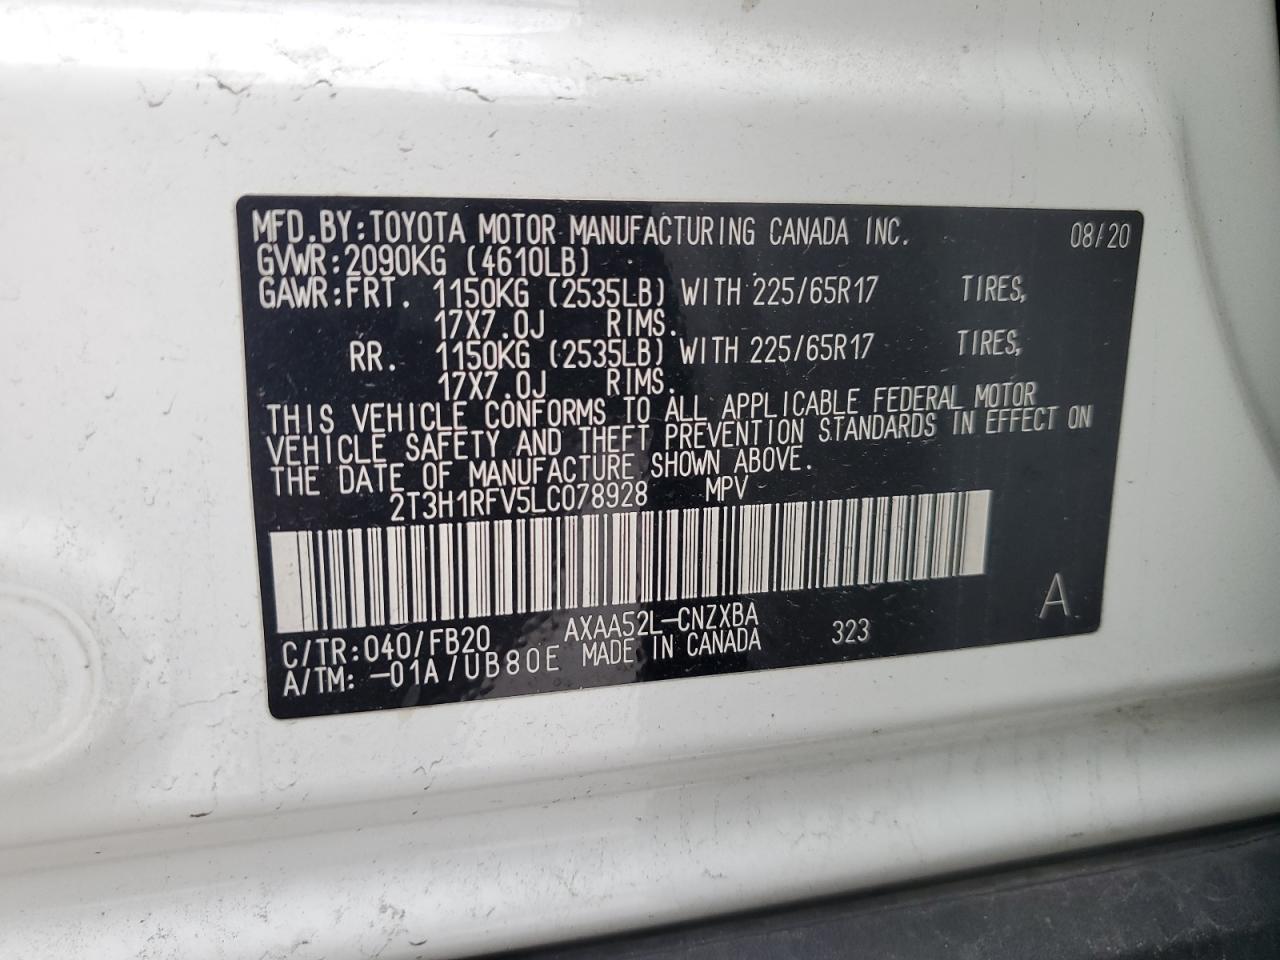 MFD.BY:TOYOTA MOTOR MANUFACTURING CANADA INC. 08/20
GVWR:2090KG (4610LB)
GAWR:FRT. 1150KG (2535LB) WITH 225/65R17 TIRES,
17X7.0J RIMS.
RR. 1150KG (2535LB) WITH 225/65R17 TIRES,
17X7.0J RIMS.
THIS VEHICLE CONFORMS TO ALL APPLICABLE FEDERAL MOTOR
VEHICLE SAFETY AND THEFT PREVENTION STANDARDS IN EFFECT ON
THE DATE OF MANUFACTURE SHOWN ABOVE.
2T3H1RFV5LC078928 MPV
A
C/TR:040/FB20 AXAA52L-CNZXBA 323
A/TM: -01A/UB80E MADE IN CANADA